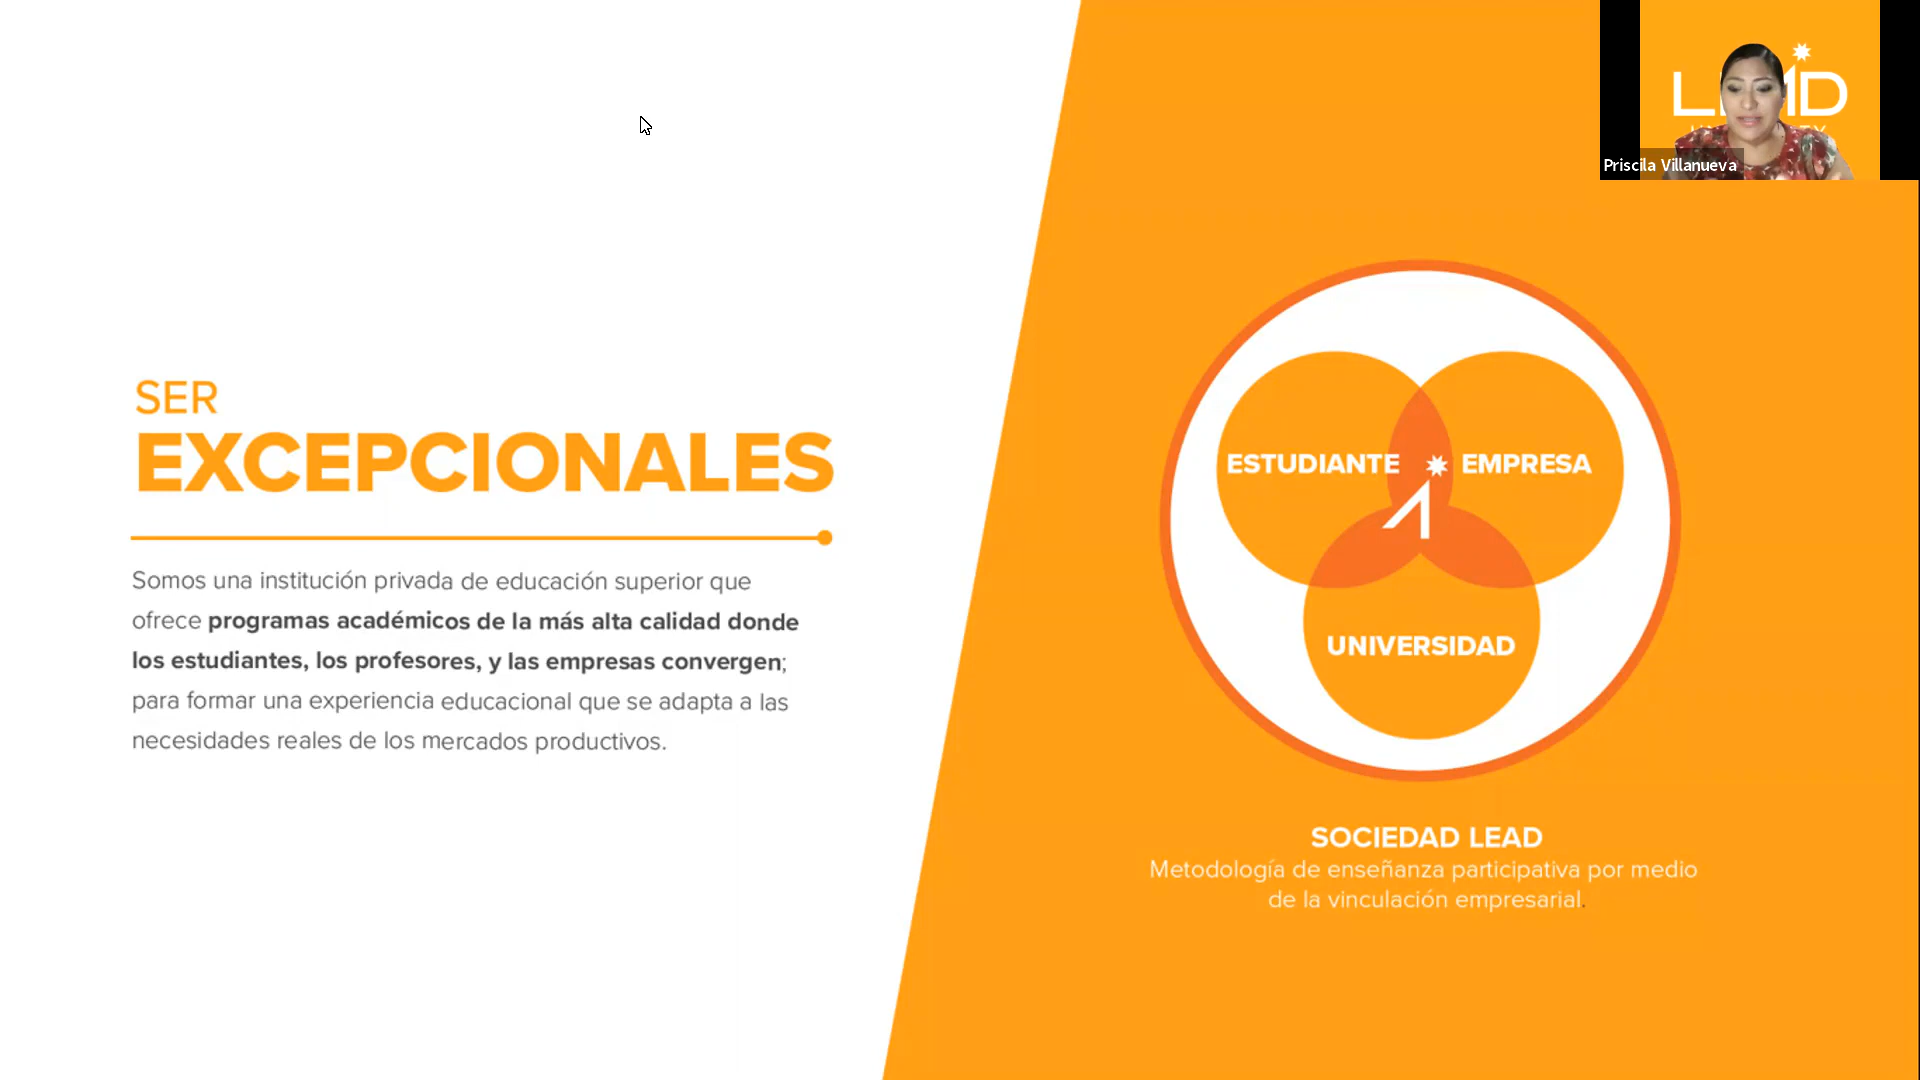 SER
EXCEPCIONALES
Somos una institución privada de educación superior que
ofrece programas académicos de la más alta calidad donde
los estudiantes, los profesores, y las empresas convergen;
para formar una experiencia educacional que se adapta a las
necesidades reales de los mercados productivos.
Priscila Villanueva
ESTUDIANTE
EMPRESA
UNIVERSIDAD
SOCIEDAD LEAD
Metodología de enseñanza participativa por medio
de la vinculación empresarial.